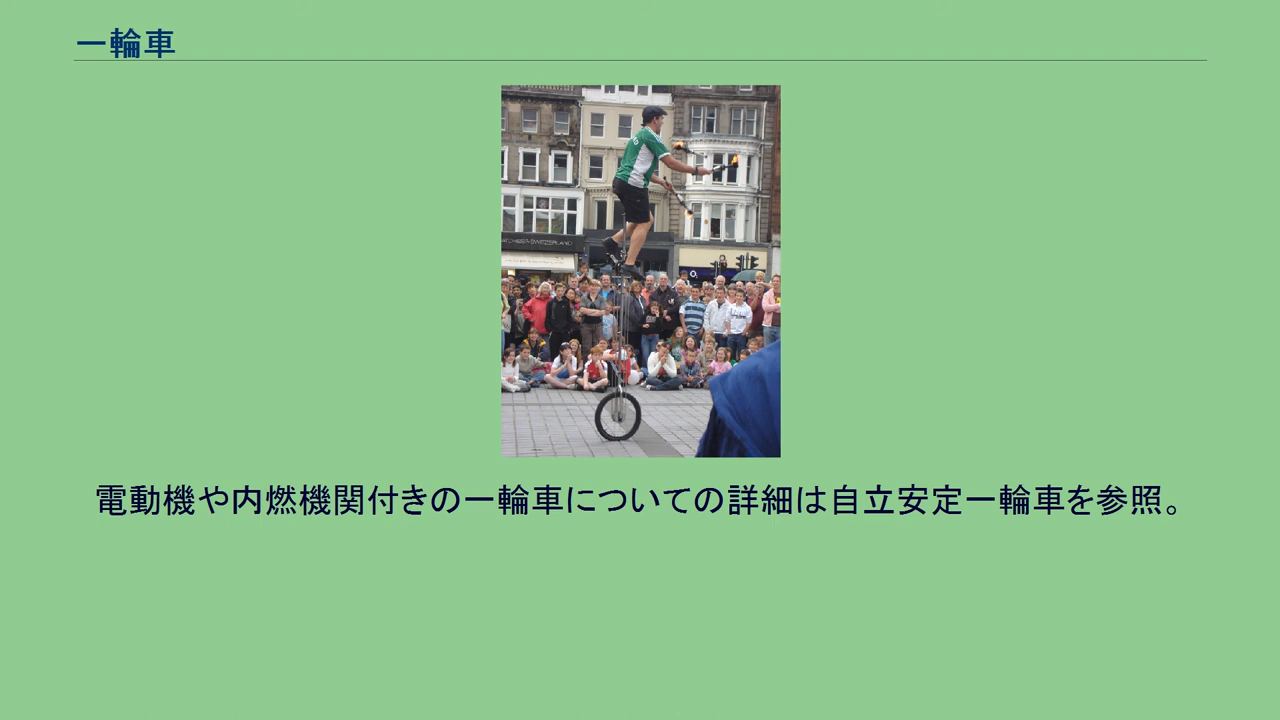 一輪車
O₂
電動機や内燃機関付きの一輪車についての詳細は自立安定一輪車を参照。